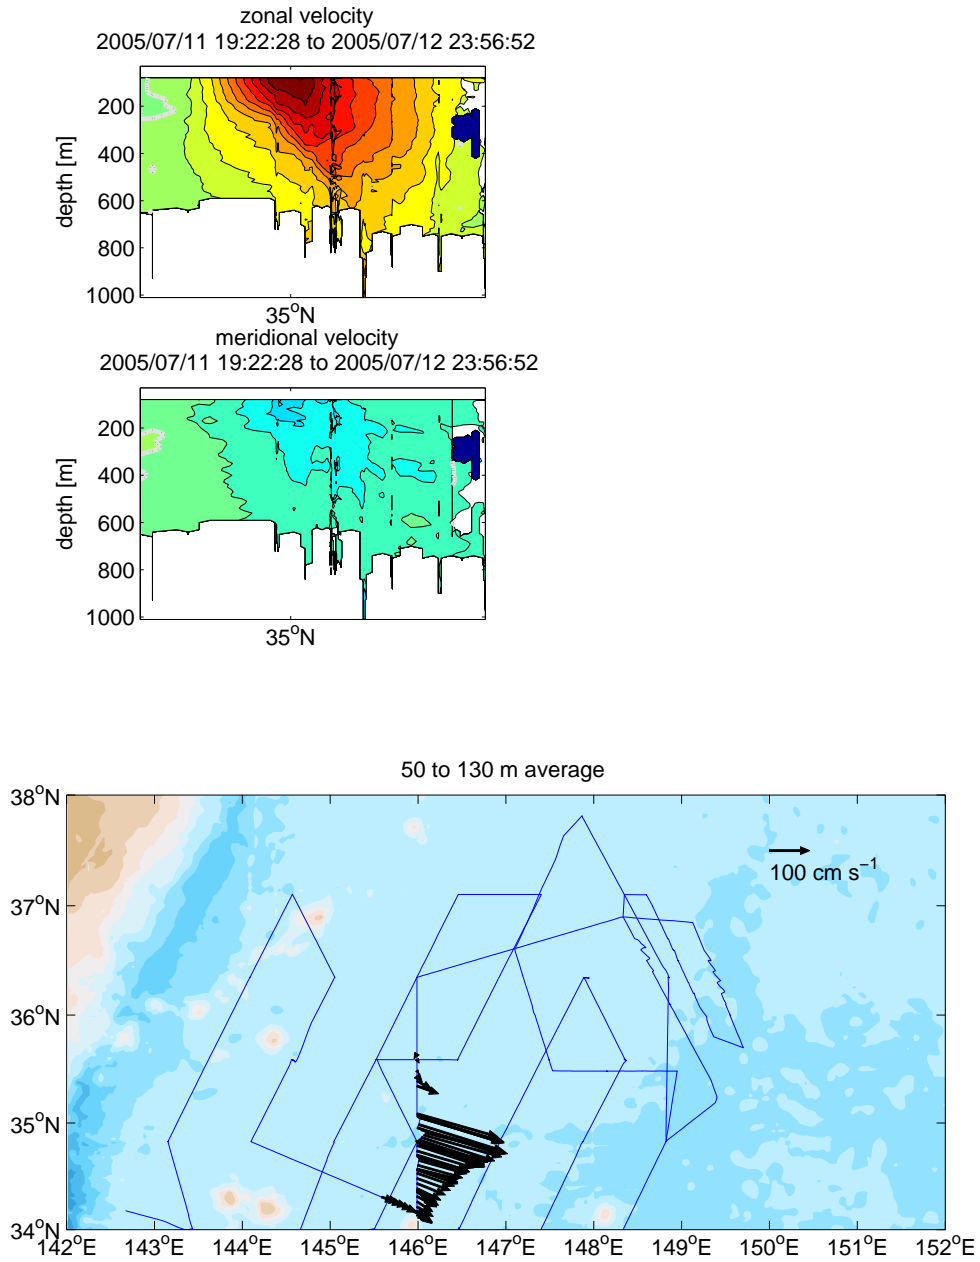 zonal velocity
2005/07/11 19:22:28 to 2005/07/12 23:56:52
200
400
600
800
1000
depth [m]
35°N
meridional velocity
2005/07/11 19:22:28 to 2005/07/12 23:56:52
200
400
600
800
1000
depth [m]
35°N
50 to 130 m average
38°N
37°N
36°N
35°N
34°N
100 cm s⁻¹
142°E 143°E 144°E 145°E 146°E 147°E 148°E 149°E 150°E 151°E 152°E